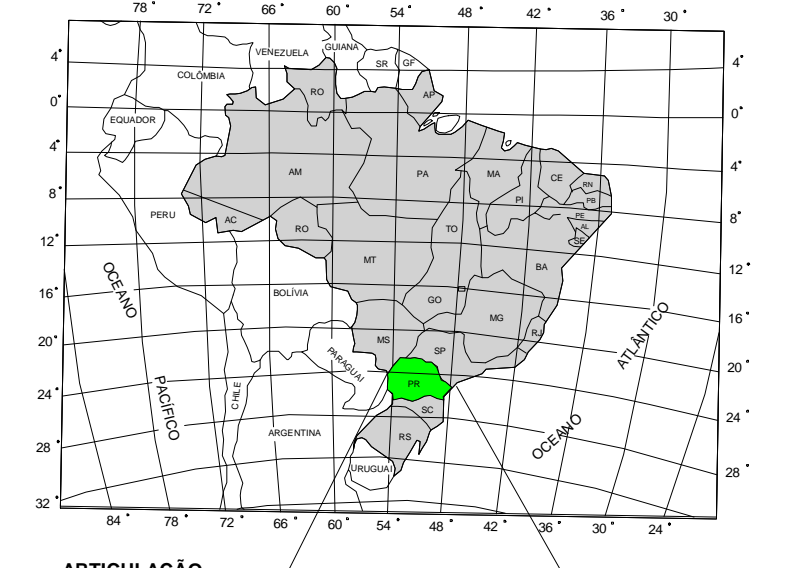 78° 72° 66° 60° 54° 48° 42° 36° 30°
VENEZUELA GUIANA
SR GF
4° COLÔMBIA 4°
RO AP
0° 0°
EQUADOR
4° 4°
AM PA MA CE
RN
PI PB
8° 8°
PERU AC PE
AL
RO TO SE
12° 12°
MT BA
OCEANO
16° BOLÍVIA GO 16°
MG RJ
ATLÂNTICO
20° MS SP 20°
PARAGUAI
PR
24° CHILE 24°
PACÍFICO SC
ARGENTINA RS OCEANO
28° 28°
URUGUAI
32° 32°
84° 78° 72° 66° 60° 54° 48° 42° 36° 30° 24°
ARTICULAÇÃO